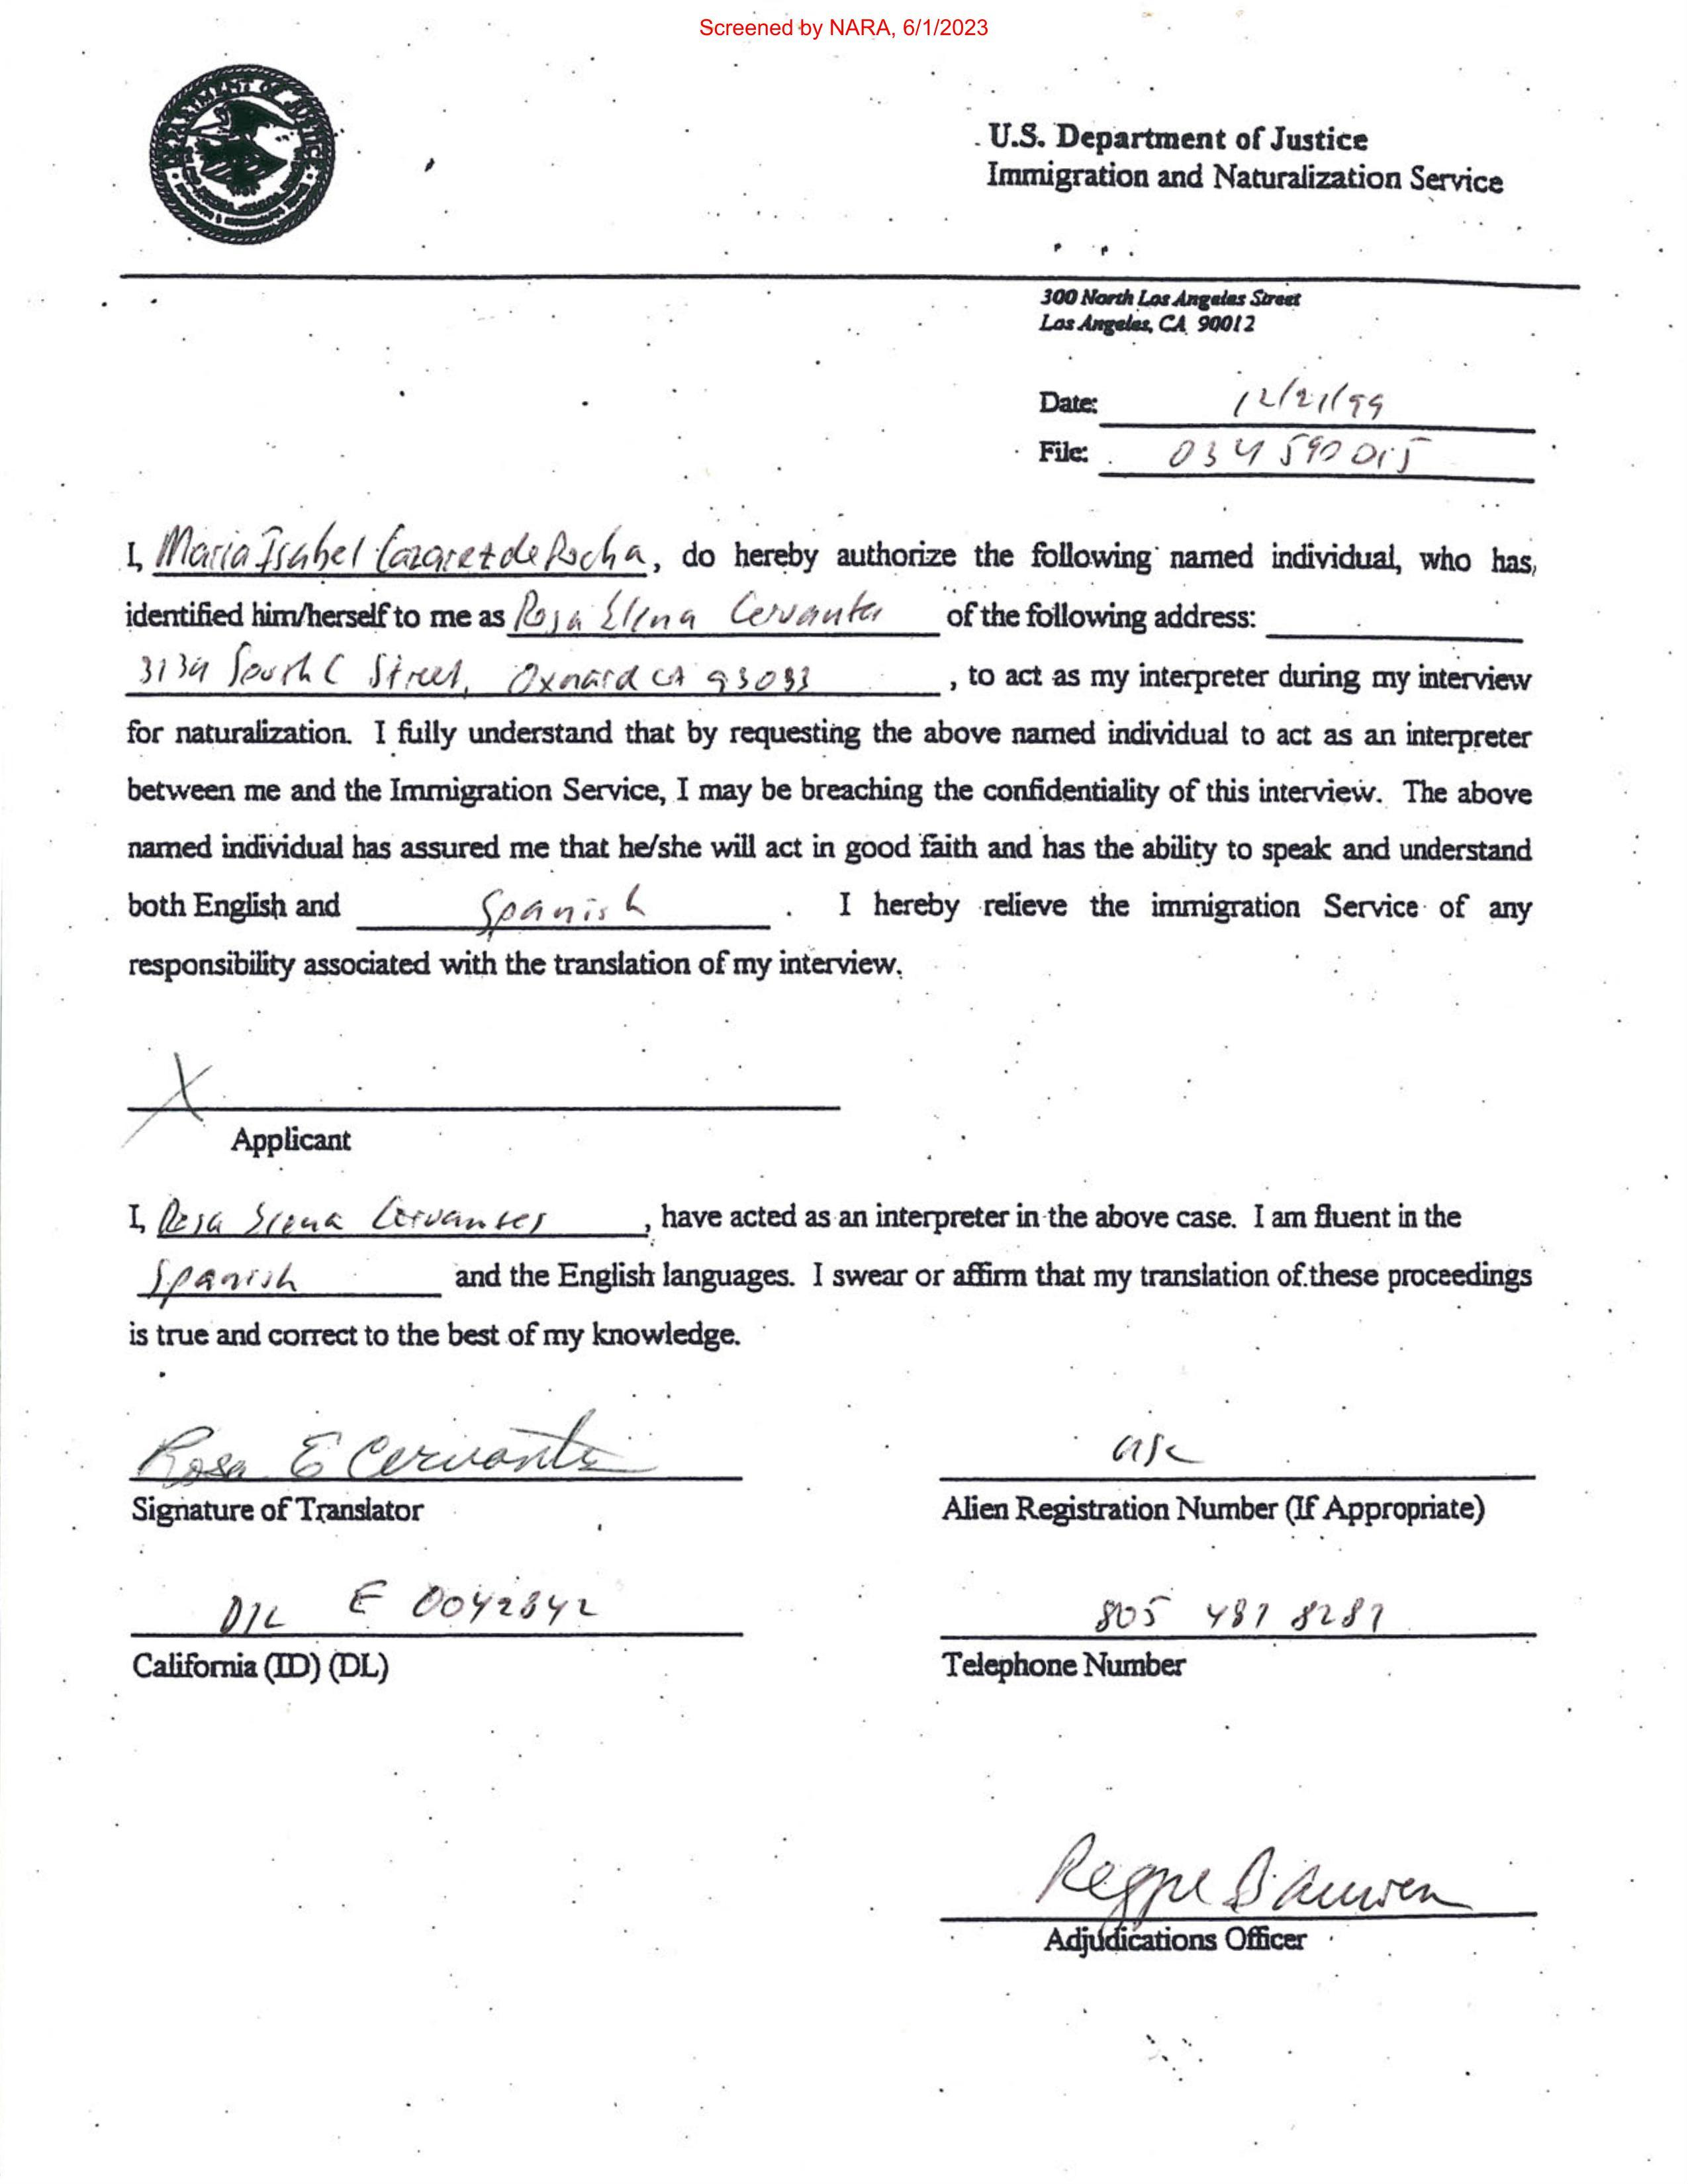 Screened by NARA, 6/1/2023
U.S. Department of Justice
Immigration and Naturalization Service
300 North Los Angeles Street
Los Angeles, CA 90012
Date: 12/21/99
File: 034 590 015
I, Maria Isabel Cazarez de Rocha, do hereby authorize the following named individual, who has,
identified him/herself to me as Rosa Elena Cervantes of the following address:
3134 South C Street, Oxnard CA 93033, to act as my interpreter during my interview
for naturalization. I fully understand that by requesting the above named individual to act as an interpreter
between me and the Immigration Service, I may be breaching the confidentiality of this interview. The above
named individual has assured me that he/she will act in good faith and has the ability to speak and understand
both English and Spanish. I hereby relieve the immigration Service of any
responsibility associated with the translation of my interview.
X
Applicant
I, Rosa Elena Cervantes, have acted as an interpreter in the above case. I am fluent in the
Spanish and the English languages. I swear or affirm that my translation of these proceedings
is true and correct to the best of my knowledge.
Rosa E Cervantes
Signature of Translator
Alien Registration Number (If Appropriate)
E 0042842
California (ID) (DL)
805 487 8287
Telephone Number
Adjudications Officer